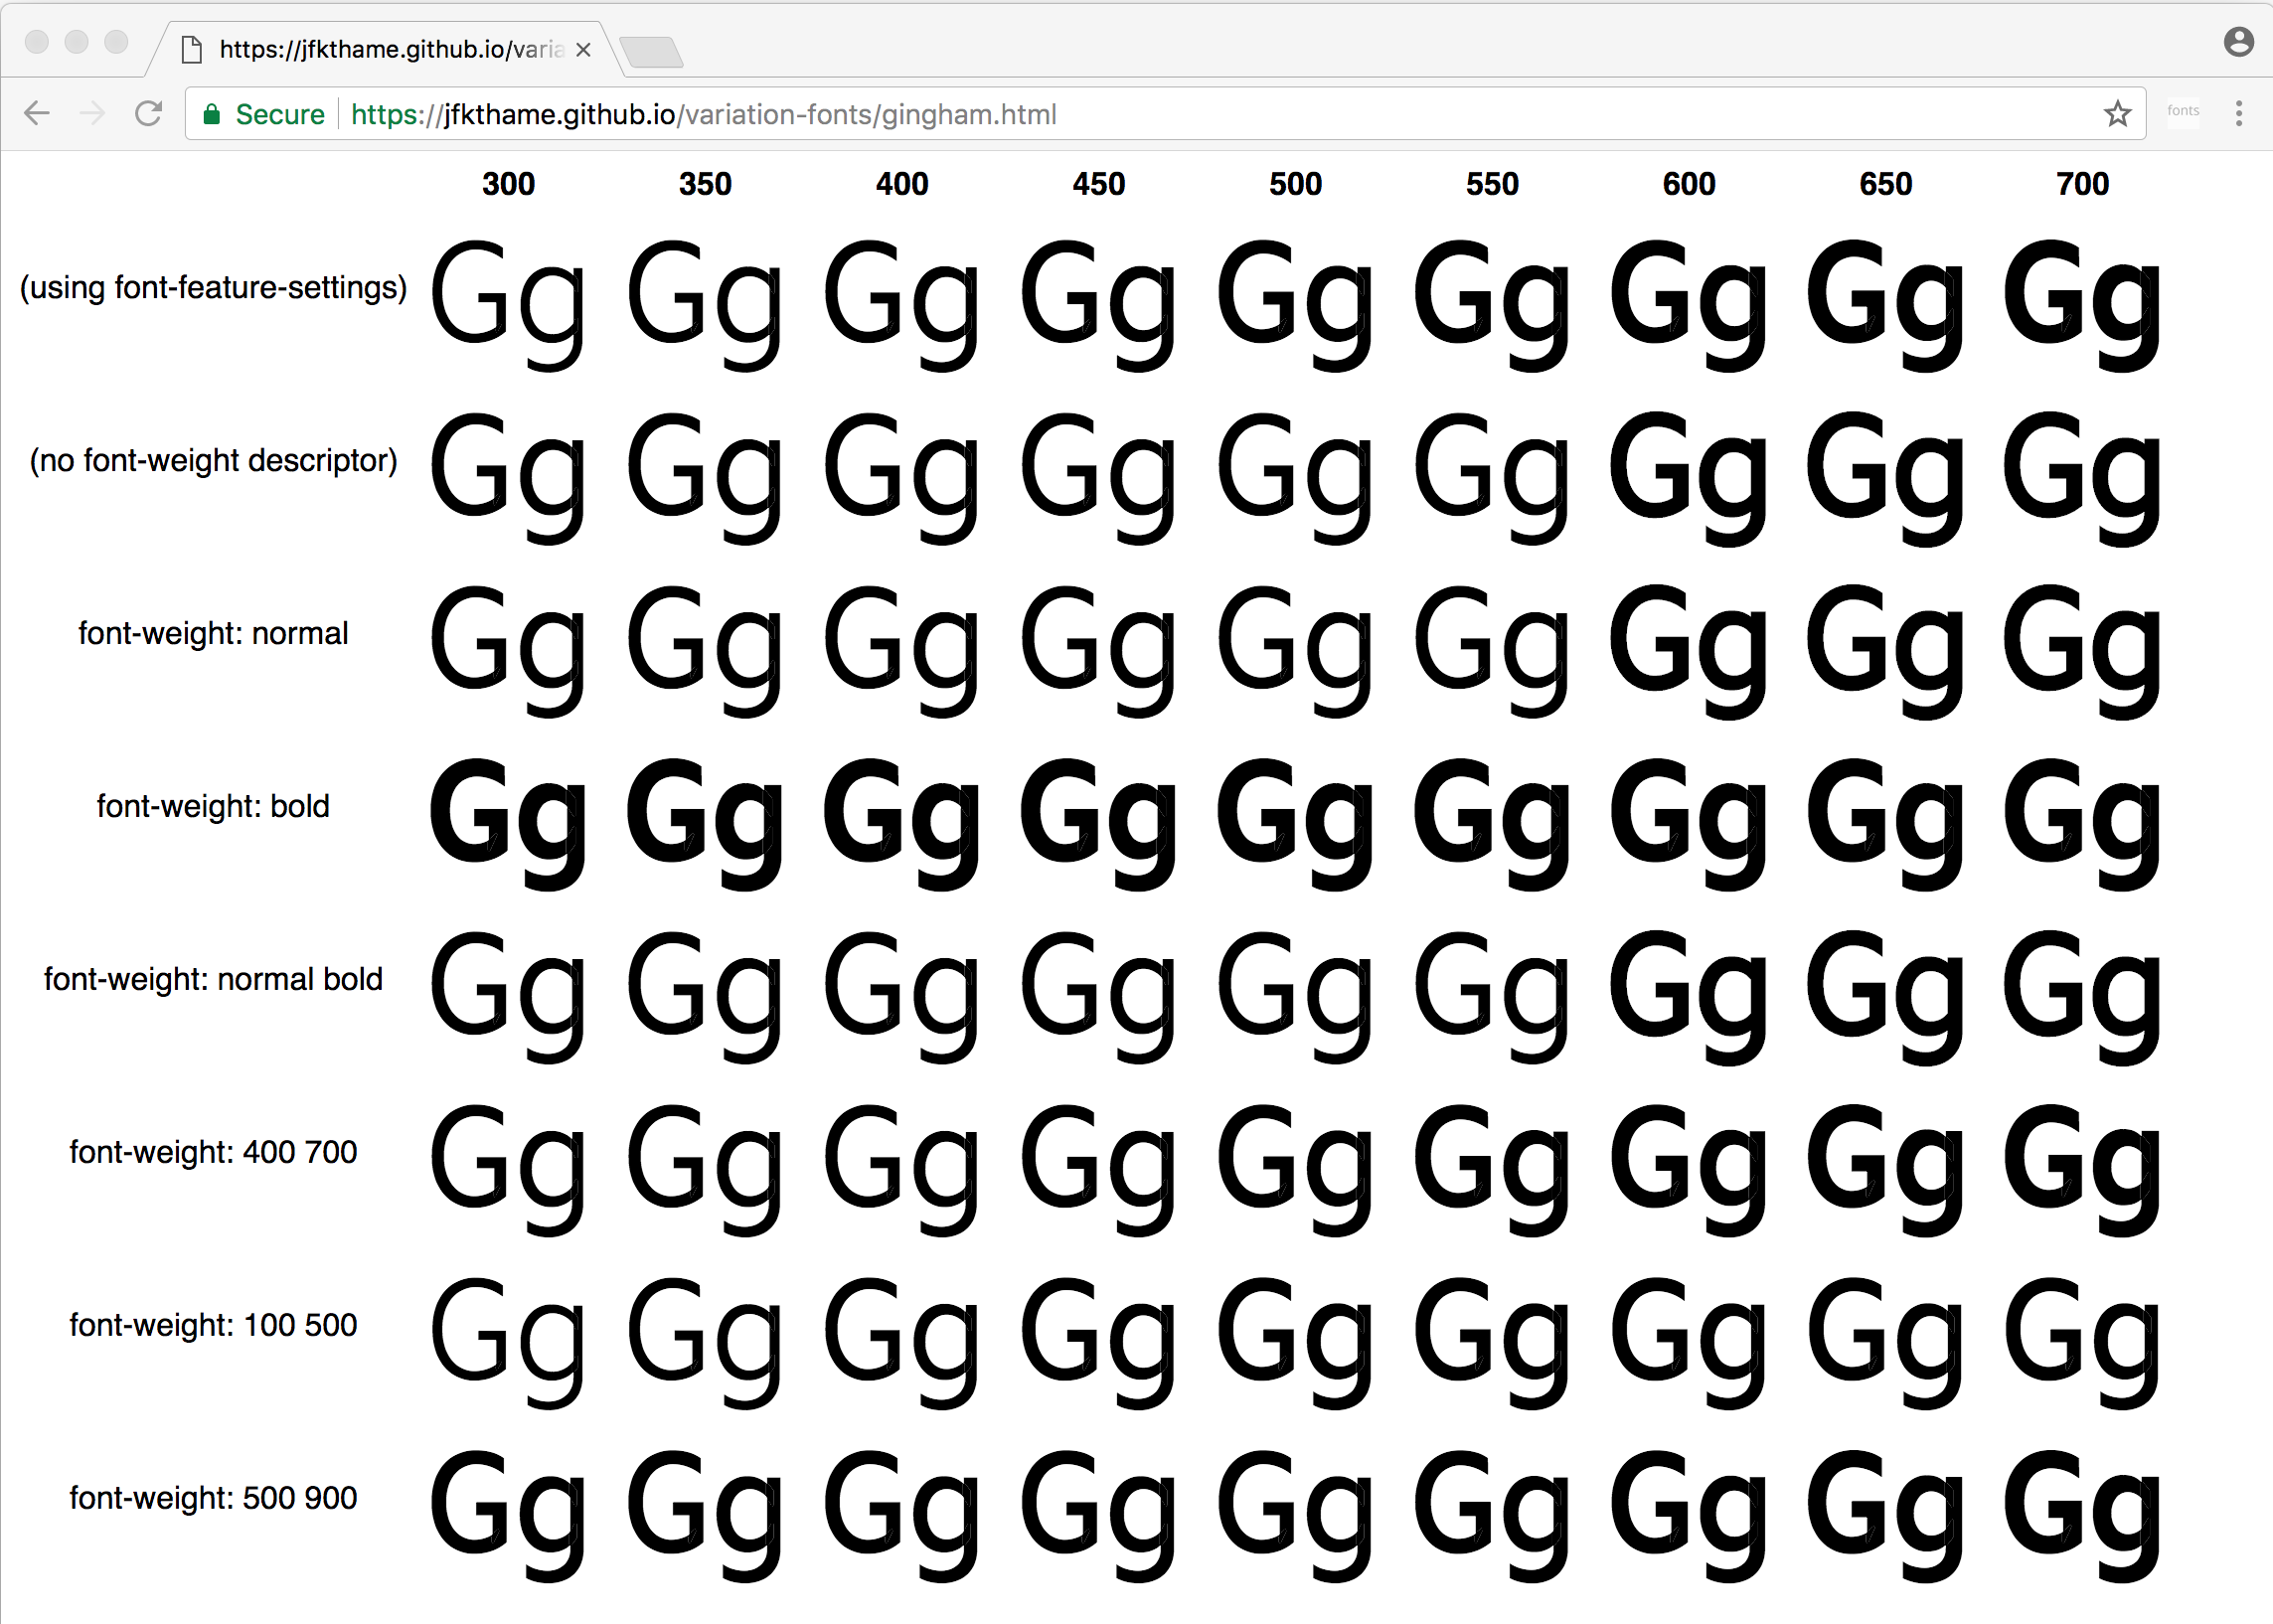 https://jfkthame.github.io/varia
Secure https://jfkthame.github.io/variation-fonts/gingham.html fonts
300 350 400 450 500 550 600 650 700
(using font-feature-settings) Gg Gg Gg Gg Gg Gg Gg Gg Gg
(no font-weight descriptor) Gg Gg Gg Gg Gg Gg Gg Gg Gg
font-weight: normal Gg Gg Gg Gg Gg Gg Gg Gg Gg
font-weight: bold Gg Gg Gg Gg Gg Gg Gg Gg Gg
font-weight: normal bold Gg Gg Gg Gg Gg Gg Gg Gg Gg
font-weight: 400 700 Gg Gg Gg Gg Gg Gg Gg Gg Gg
font-weight: 100 500 Gg Gg Gg Gg Gg Gg Gg Gg Gg
font-weight: 500 900 Gg Gg Gg Gg Gg Gg Gg Gg Gg